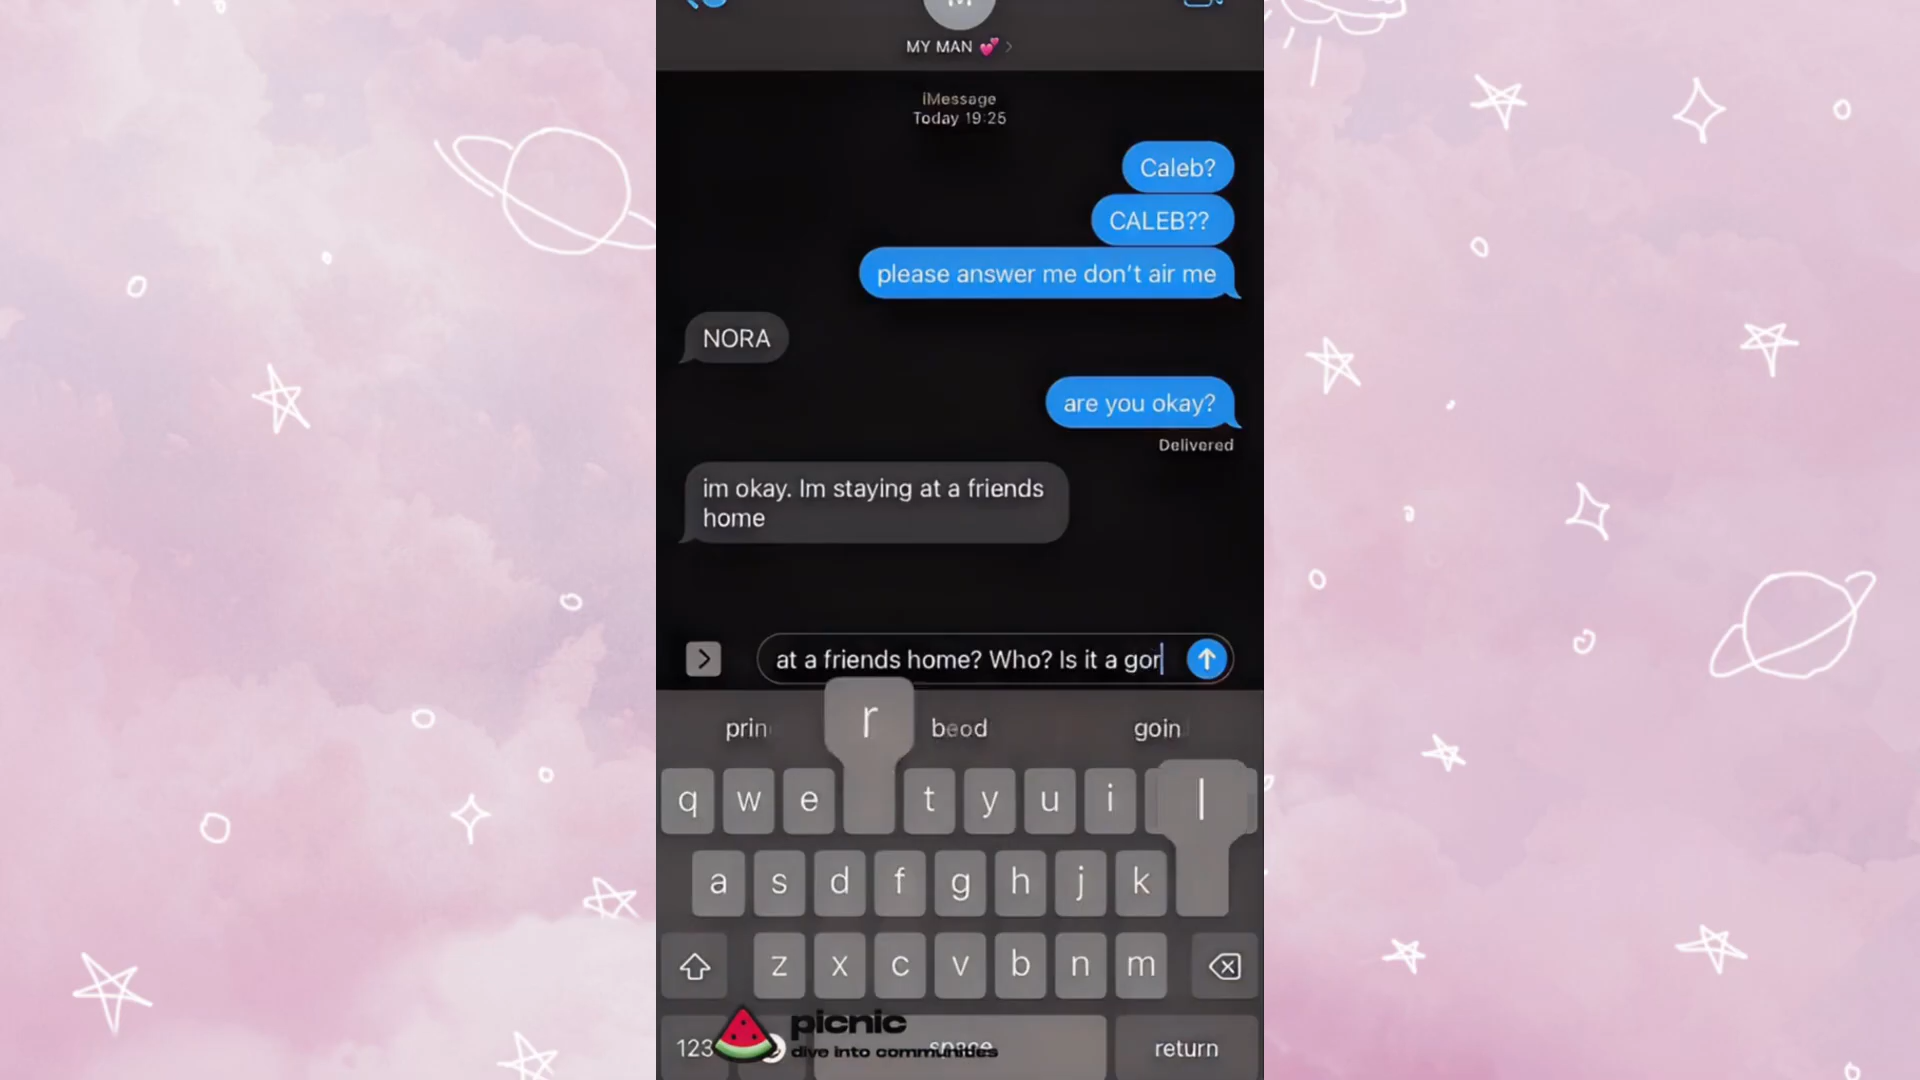 MY MAN 💕
iMessage
Today 19:25
Caleb?
CALEB??
please answer me don't air me
NORA
are you okay?
Delivered
im okay. Im staying at a friends
home
at a friends home? Who? Is it a gor
r
prin beod goin
q w e t y u i l
a s d f g h j k
z x c v b n m
123 space return
picnic
dive into communities